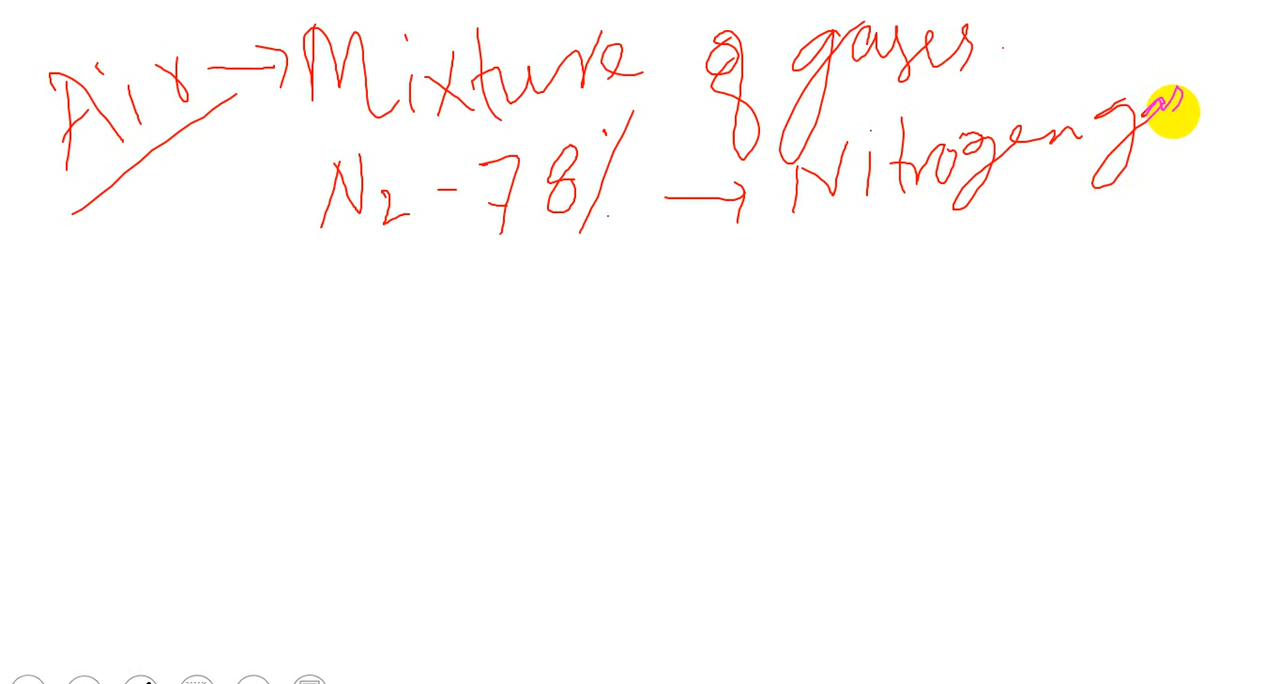 Air → Mixture of gases.
N2 - 78% → Nitrogen gas